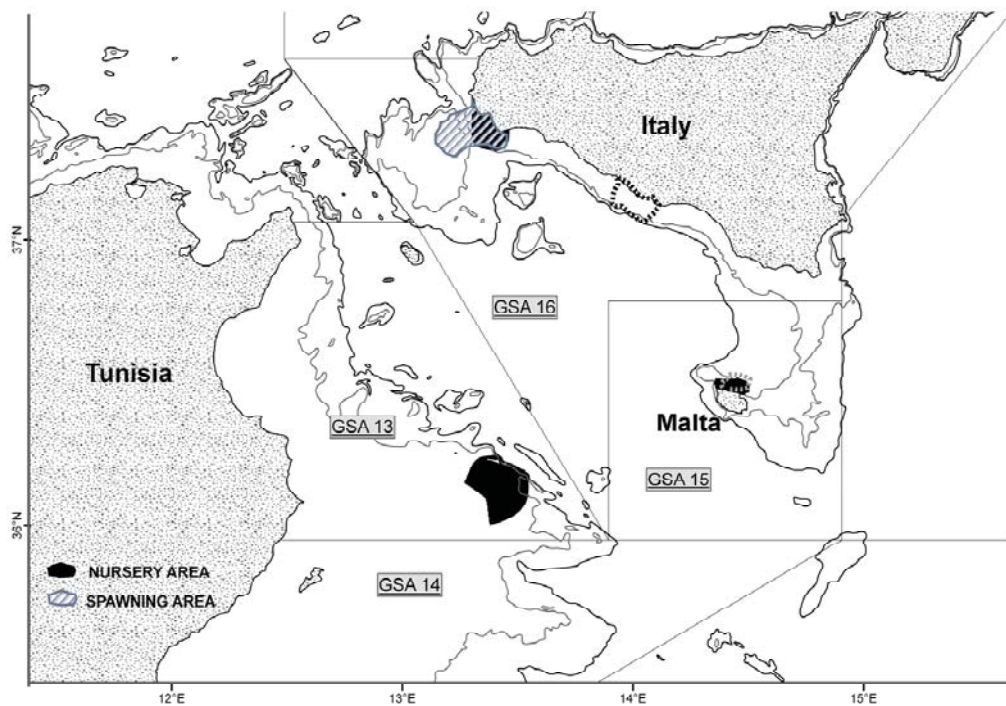 Italy
37°N
GSA 16
Tunisia
Malta
GSA 13
GSA 15
36°N
NURSERY AREA
GSA 14
SPAWNING AREA
12°E
13°E
14°E
15°E